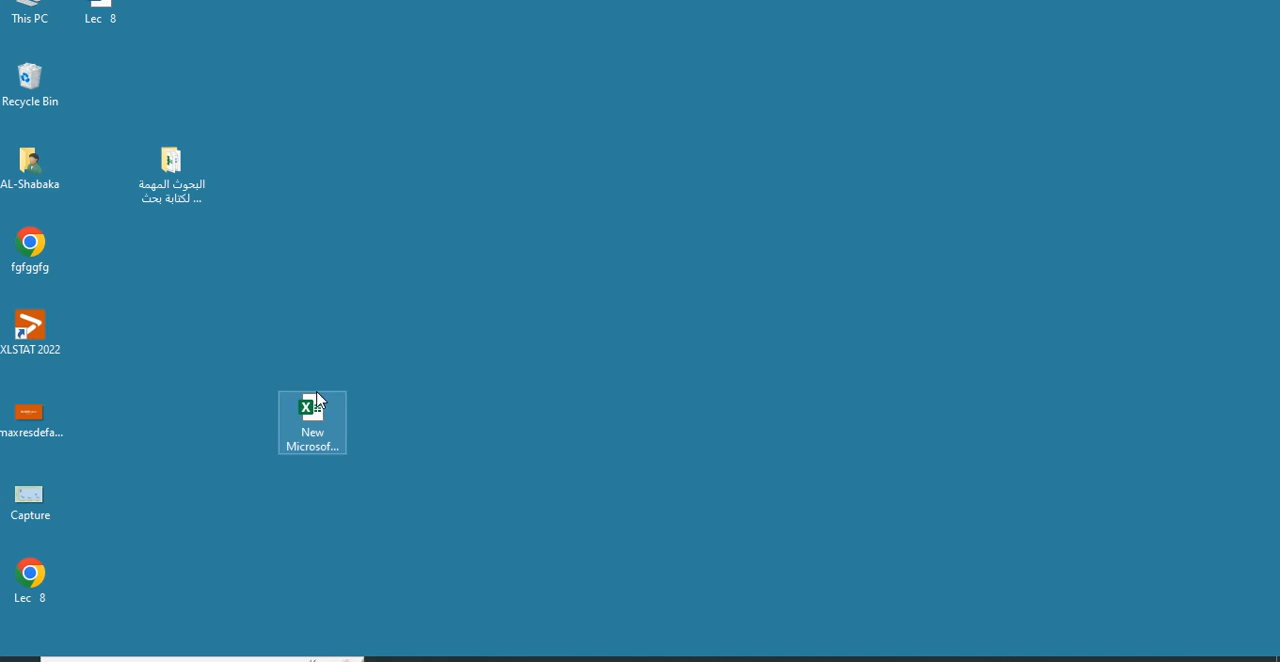 This PC
Lec 8
Recycle Bin
AL-Shabaka
البحوث المهمة
لكتابة بحث ...
fgfggfg
XLSTAT 2022
maxresdefa...
New
Microsof...
Capture
Lec 8